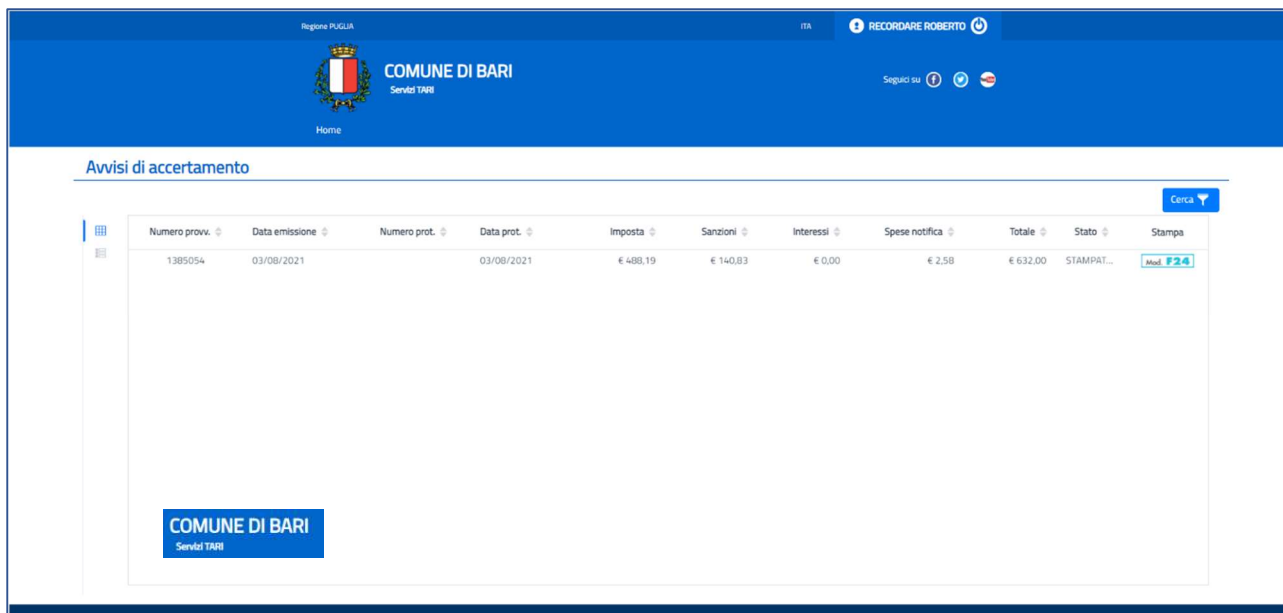 Regione PUGLIA ITA RECORDARE ROBERTO
COMUNE DI BARI
Servizi TARI
Seguici su
Home
Avvisi di accertamento
Cerca
Numero provv. Data emissione Numero prot. Data prot. Imposta Sanzioni Interessi Spese notifica Totale Stato Stampa
1385054 03/08/2021 03/08/2021 € 488,19 € 140,83 € 0,00 € 2,58 € 632,00 STAMPAT... Mod. F24
COMUNE DI BARI
Servizi TARI